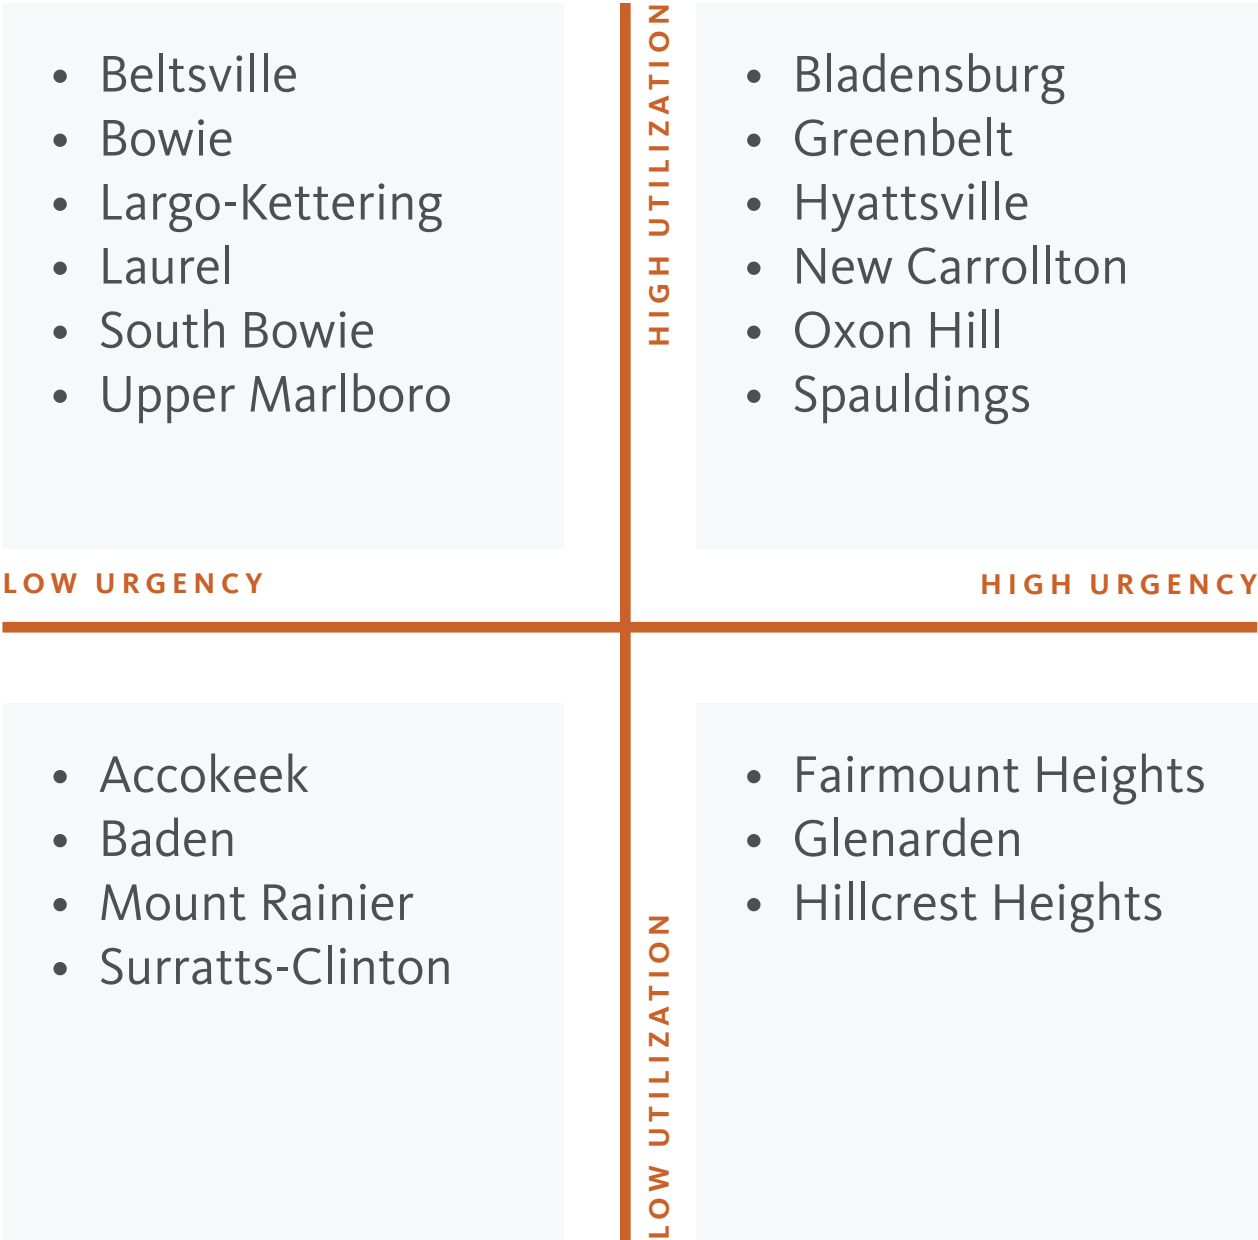 • Beltsville
• Bowie
• Largo-Kettering
• Laurel
• South Bowie
• Upper Marlboro
HIGH UTILIZATION
• Bladensburg
• Greenbelt
• Hyattsville
• New Carrollton
• Oxon Hill
• Spauldings
LOW URGENCY
HIGH URGENCY
• Accokeek
• Baden
• Mount Rainier
• Surratts-Clinton
LOW UTILIZATION
• Fairmount Heights
• Glenarden
• Hillcrest Heights